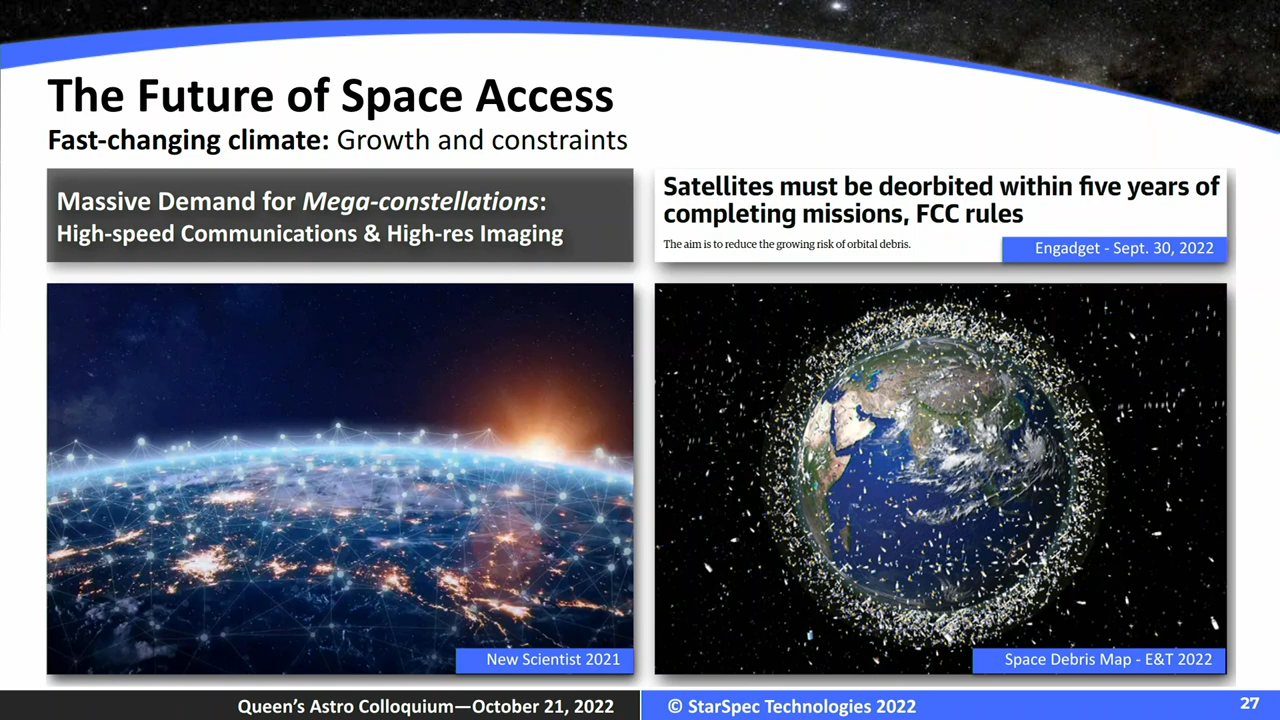 The Future of Space Access
Fast-changing climate: Growth and constraints
Massive Demand for Mega-constellations:
High-speed Communications & High-res Imaging
Satellites must be deorbited within five years of
completing missions, FCC rules
The aim is to reduce the growing risk of orbital debris.
Engadget - Sept. 30, 2022
New Scientist 2021
Space Debris Map - E&T 2022
Queen's Astro Colloquium—October 21, 2022
© StarSpec Technologies 2022
27